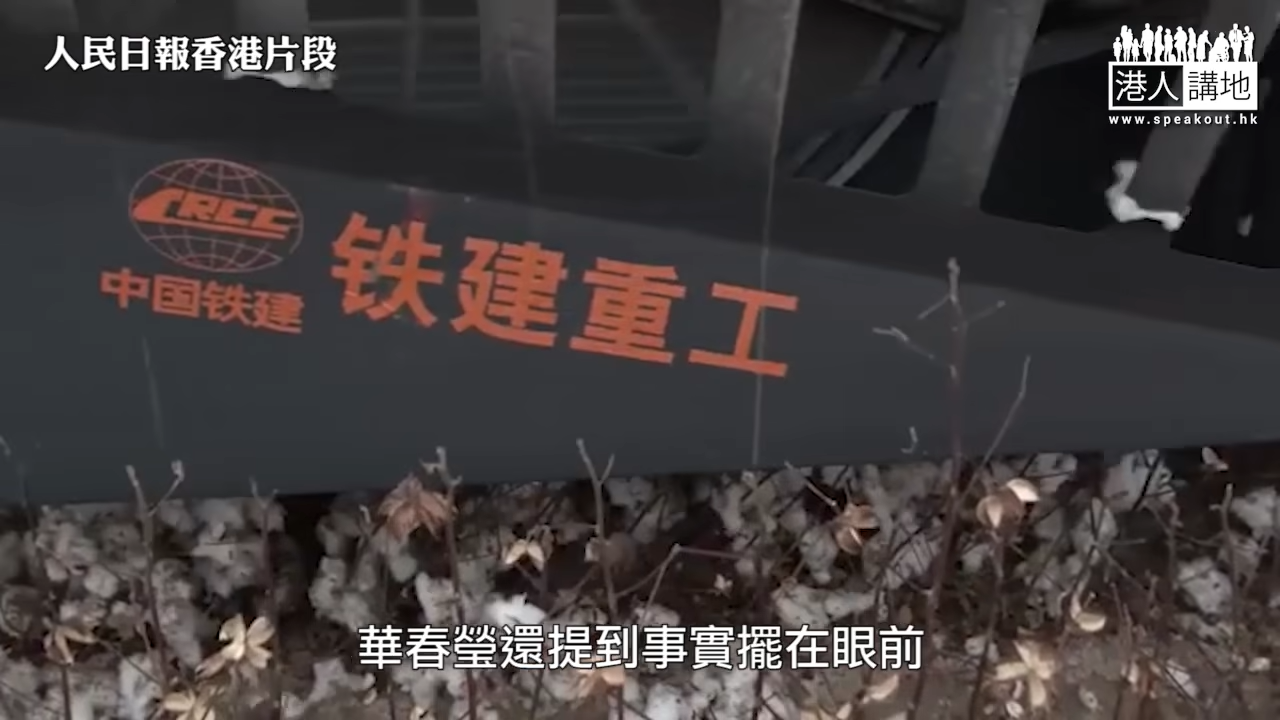 人民日報香港片段
港人講地
www.speakout.hk
CRCC
中国铁建
铁建重工
華春瑩還提到事實擺在眼前